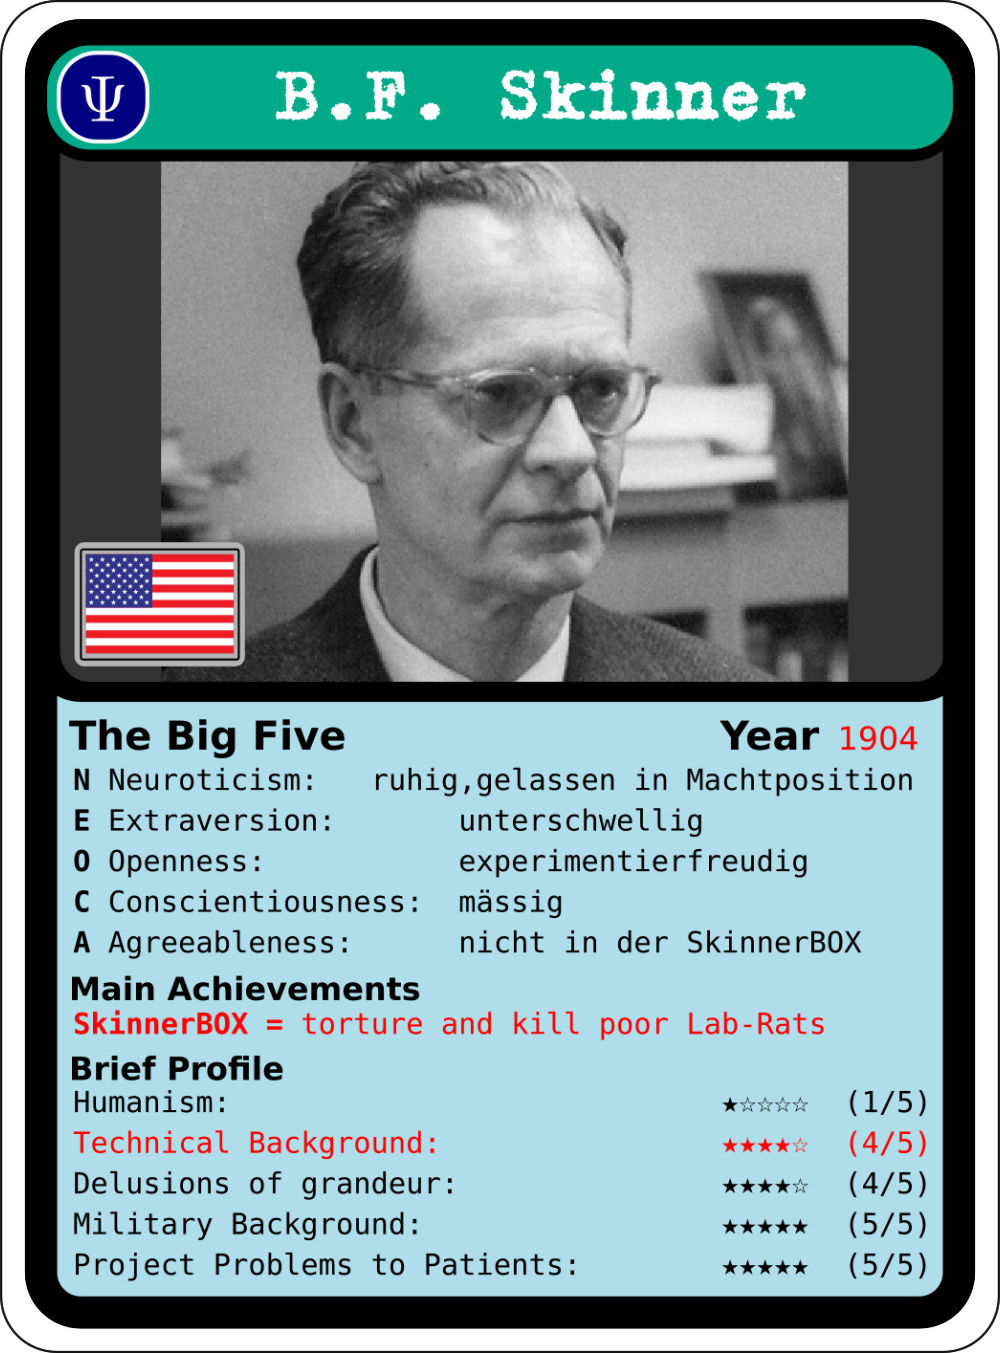 Ψ B.F. Skinner
The Big Five Year 1904
N Neuroticism: ruhig,gelassen in Machtposition
E Extraversion: unterschwellig
O Openness: experimentierfreudig
C Conscientiousness: mässig
A Agreeableness: nicht in der SkinnerBOX
Main Achievements
SkinnerBOX = torture and kill poor Lab-Rats
Brief Profile
Humanism: ★☆☆☆☆ (1/5)
Technical Background: ★★★★☆ (4/5)
Delusions of grandeur: ★★★★☆ (4/5)
Military Background: ★★★★★ (5/5)
Project Problems to Patients: ★★★★★ (5/5)